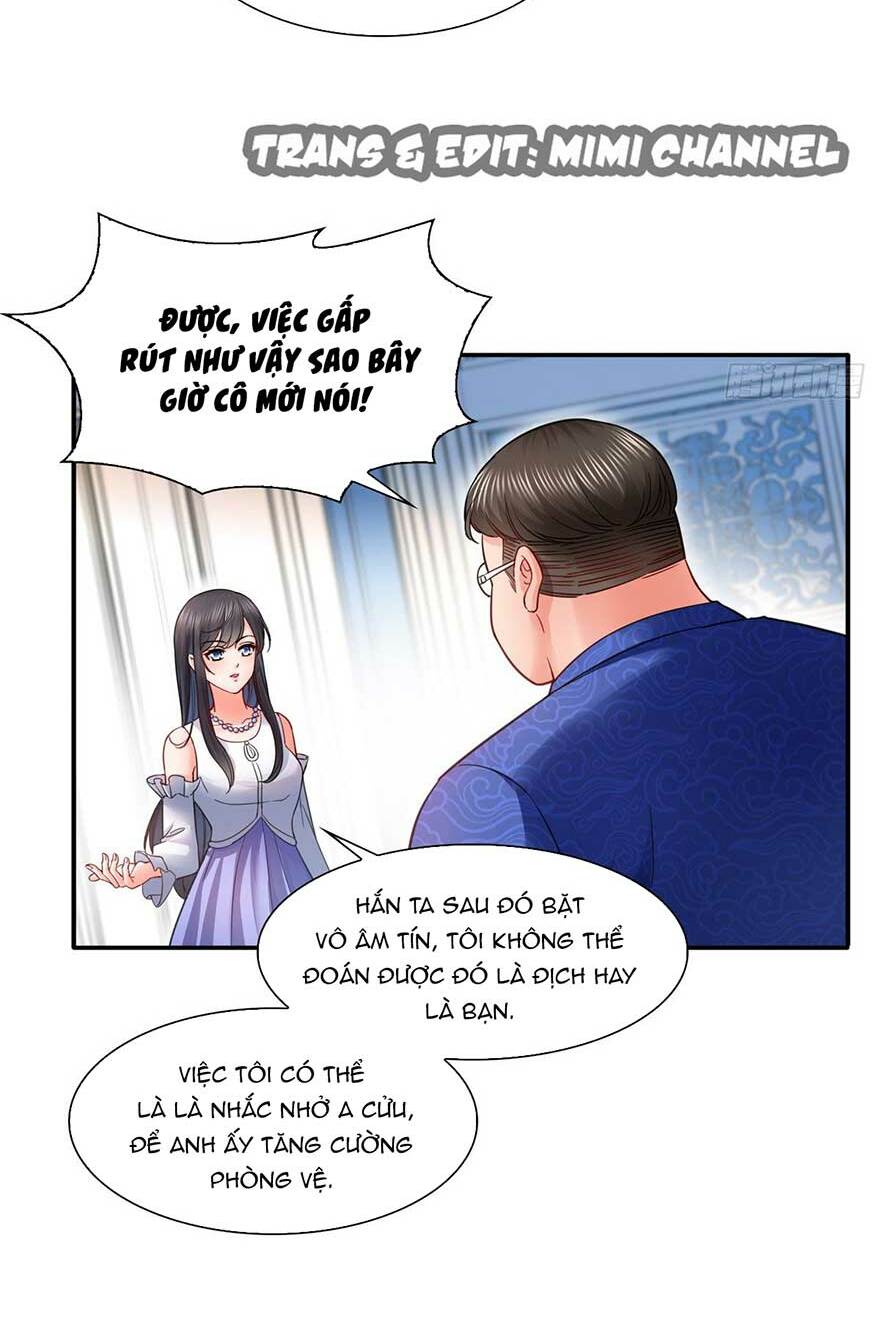 TRANS & EDIT: MIMI CHANNEL
ĐƯỢC, VIỆC GẤP
RÚT NHƯ VẬY SAO BÂY
GIỜ CÔ MỚI NÓI!
HẮN TA SAU ĐÓ BẶT
VÔ ÂM TÍN, TÔI KHÔNG THỂ
ĐOÁN ĐƯỢC ĐÓ LÀ ĐỊCH HAY
LÀ BẠN.
VIỆC TÔI CÓ THỂ
LÀ LÀ NHẮC NHỞ A CỬU,
ĐỂ ANH ẤY TĂNG CƯỜNG
PHÒNG VỆ.